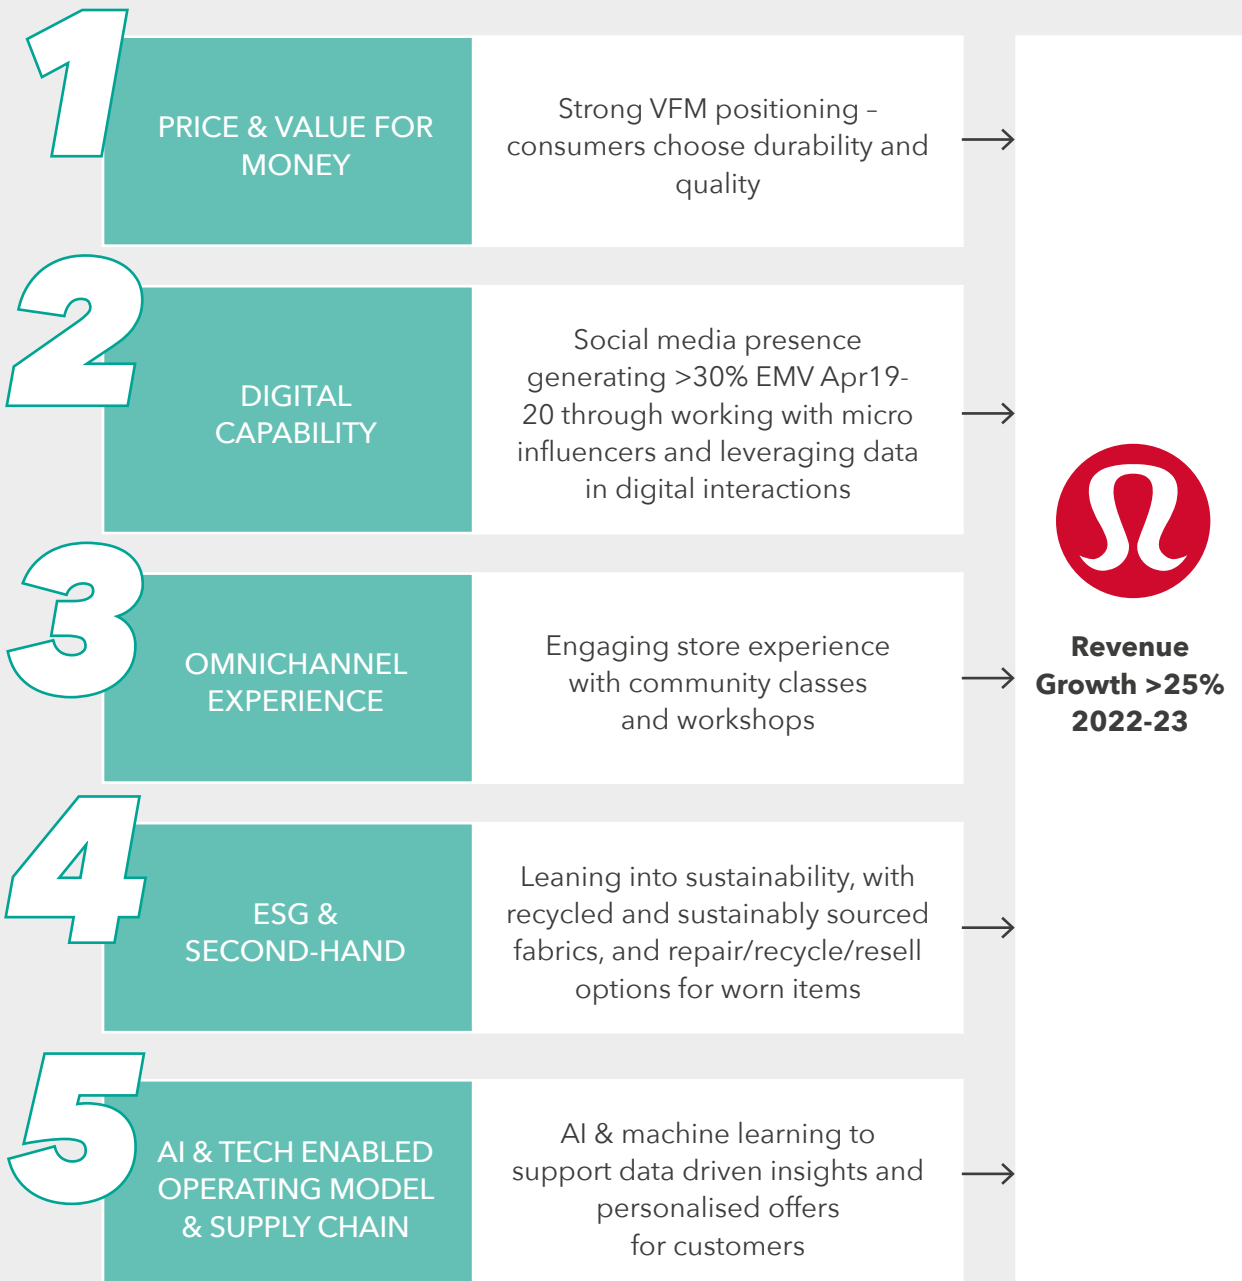 1
PRICE & VALUE FOR
MONEY
Strong VFM positioning –
consumers choose durability and
quality
2
DIGITAL
CAPABILITY
Social media presence
generating >30% EMV Apr19-
20 through working with micro
influencers and leveraging data
in digital interactions
3
OMNICHANNEL
EXPERIENCE
Engaging store experience
with community classes
and workshops
4
ESG &
SECOND-HAND
Leaning into sustainability, with
recycled and sustainably sourced
fabrics, and repair/recycle/resell
options for worn items
5
AI & TECH ENABLED
OPERATING MODEL
& SUPPLY CHAIN
AI & machine learning to
support data driven insights and
personalised offers
for customers
Revenue
Growth >25%
2022-23